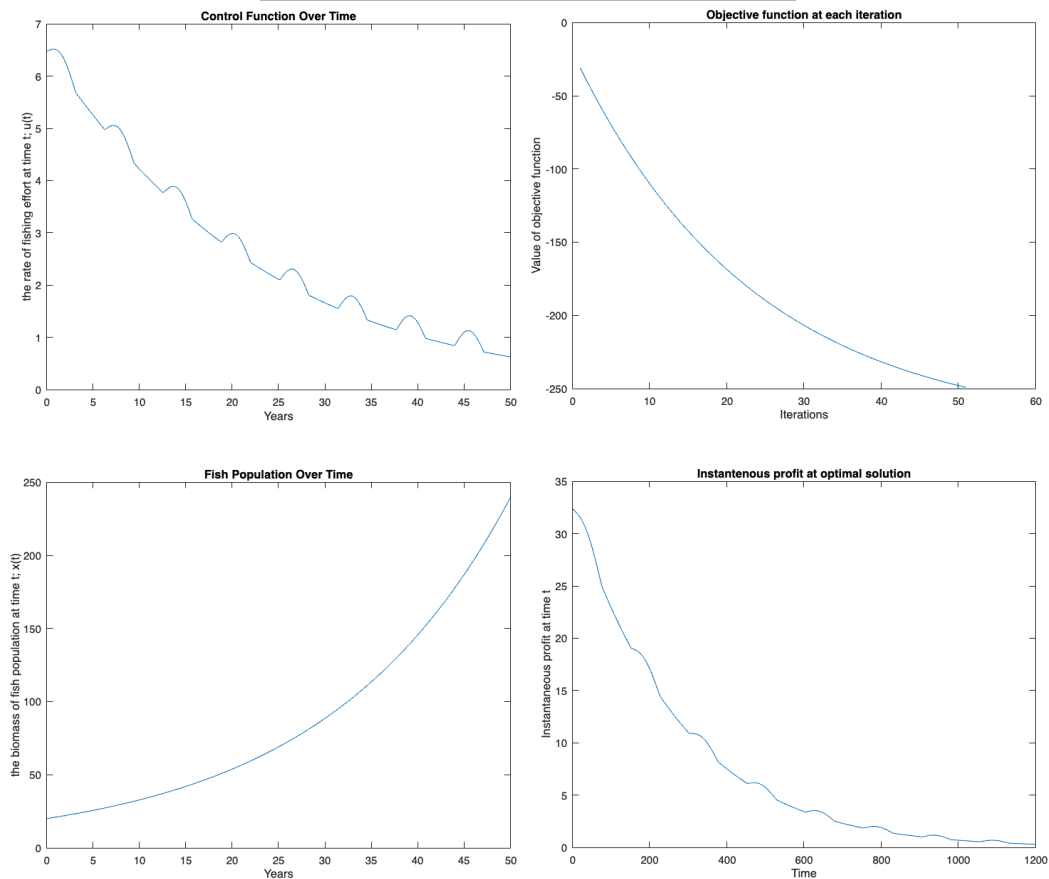 Control Function Over Time
7
6
5
4
3
2
1
0
the rate of fishing effort at time t; u(t)
0 5 10 15 20 25 30 35 40 45 50
Years
Objective function at each iteration
0
-50
-100
-150
-200
-250
Value of objective function
0 10 20 30 40 50 60
Iterations
Fish Population Over Time
250
200
150
100
50
0
the biomass of fish population at time t; x(t)
0 5 10 15 20 25 30 35 40 45 50
Years
Instantenous profit at optimal solution
35
30
25
20
15
10
5
0
Instantaneous profit at time t
0 200 400 600 800 1000 1200
Time